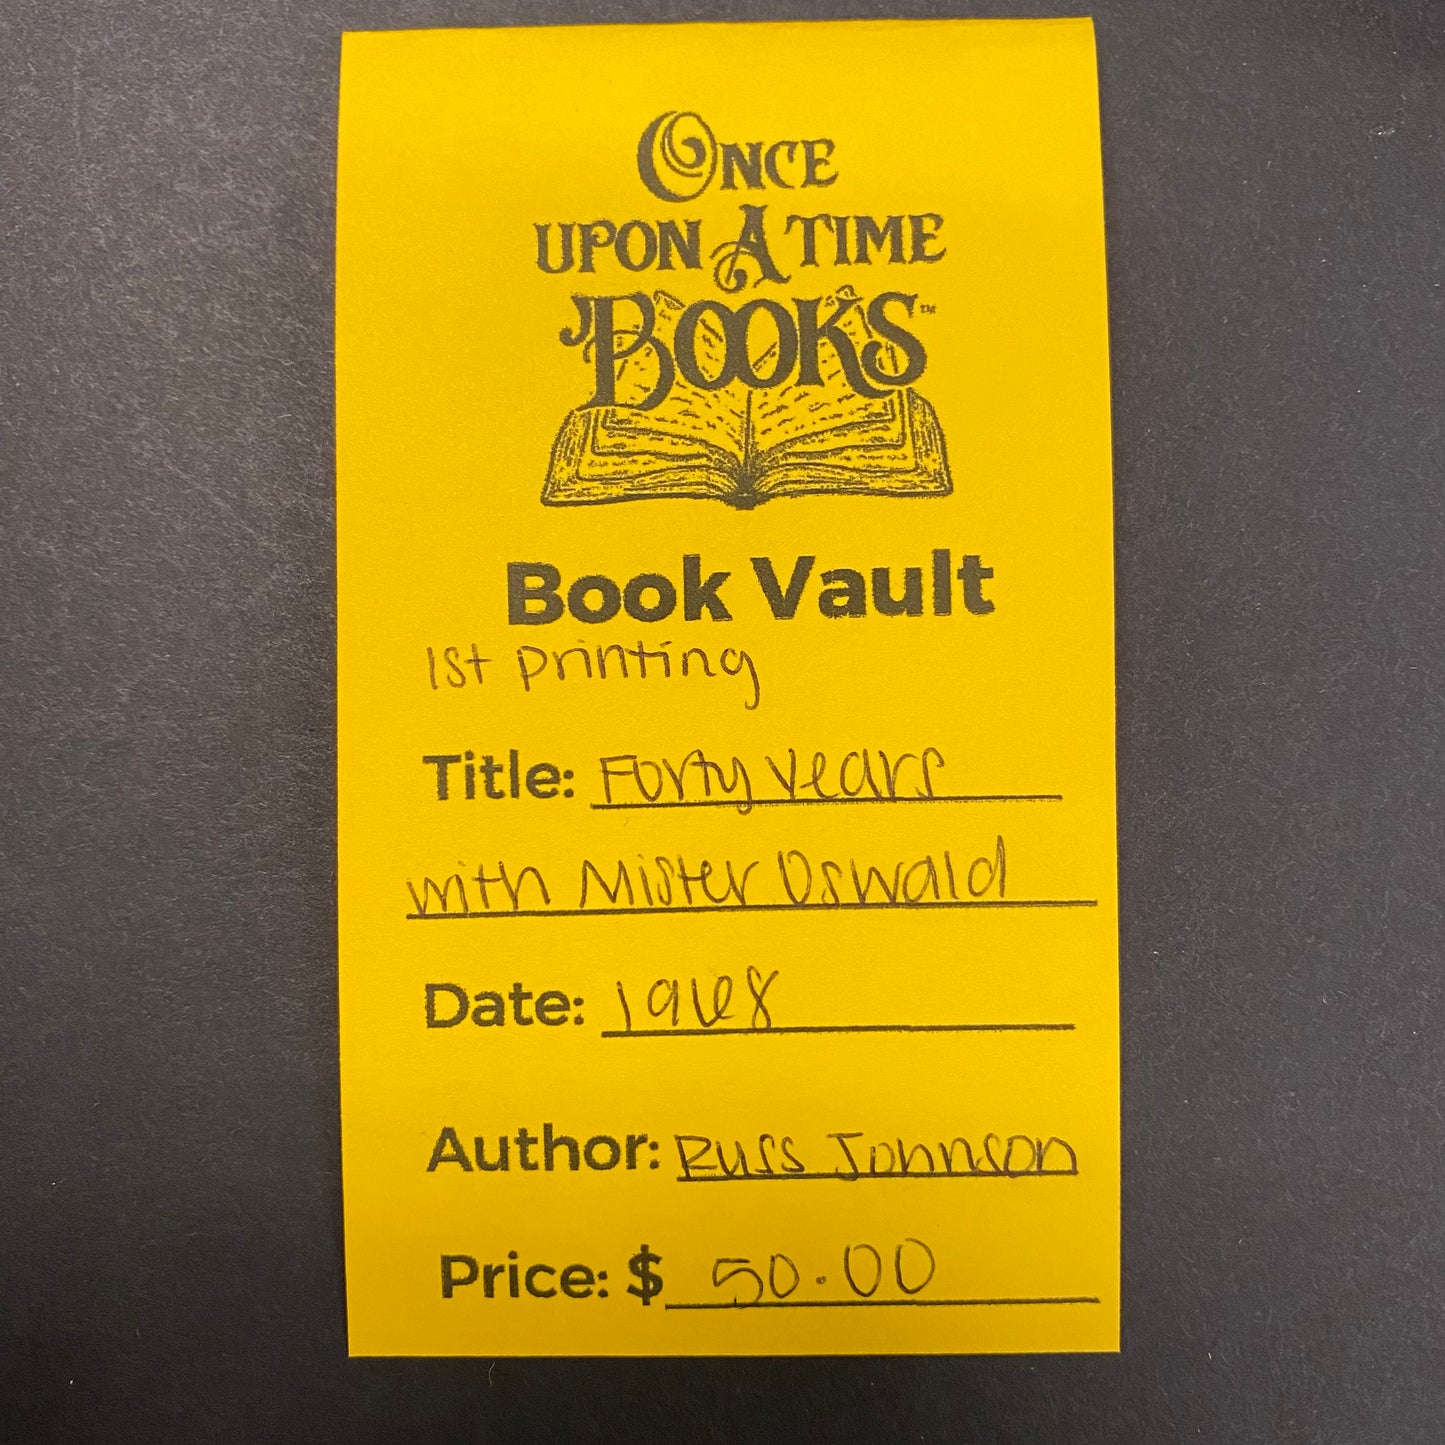 ONCE
UPON A TIME
BOOKS™
Book Vault
1st printing
Title: Forty Years
with Mister Oswald
Date: 1968
Author: Russ Johnson
Price: $ 50.00